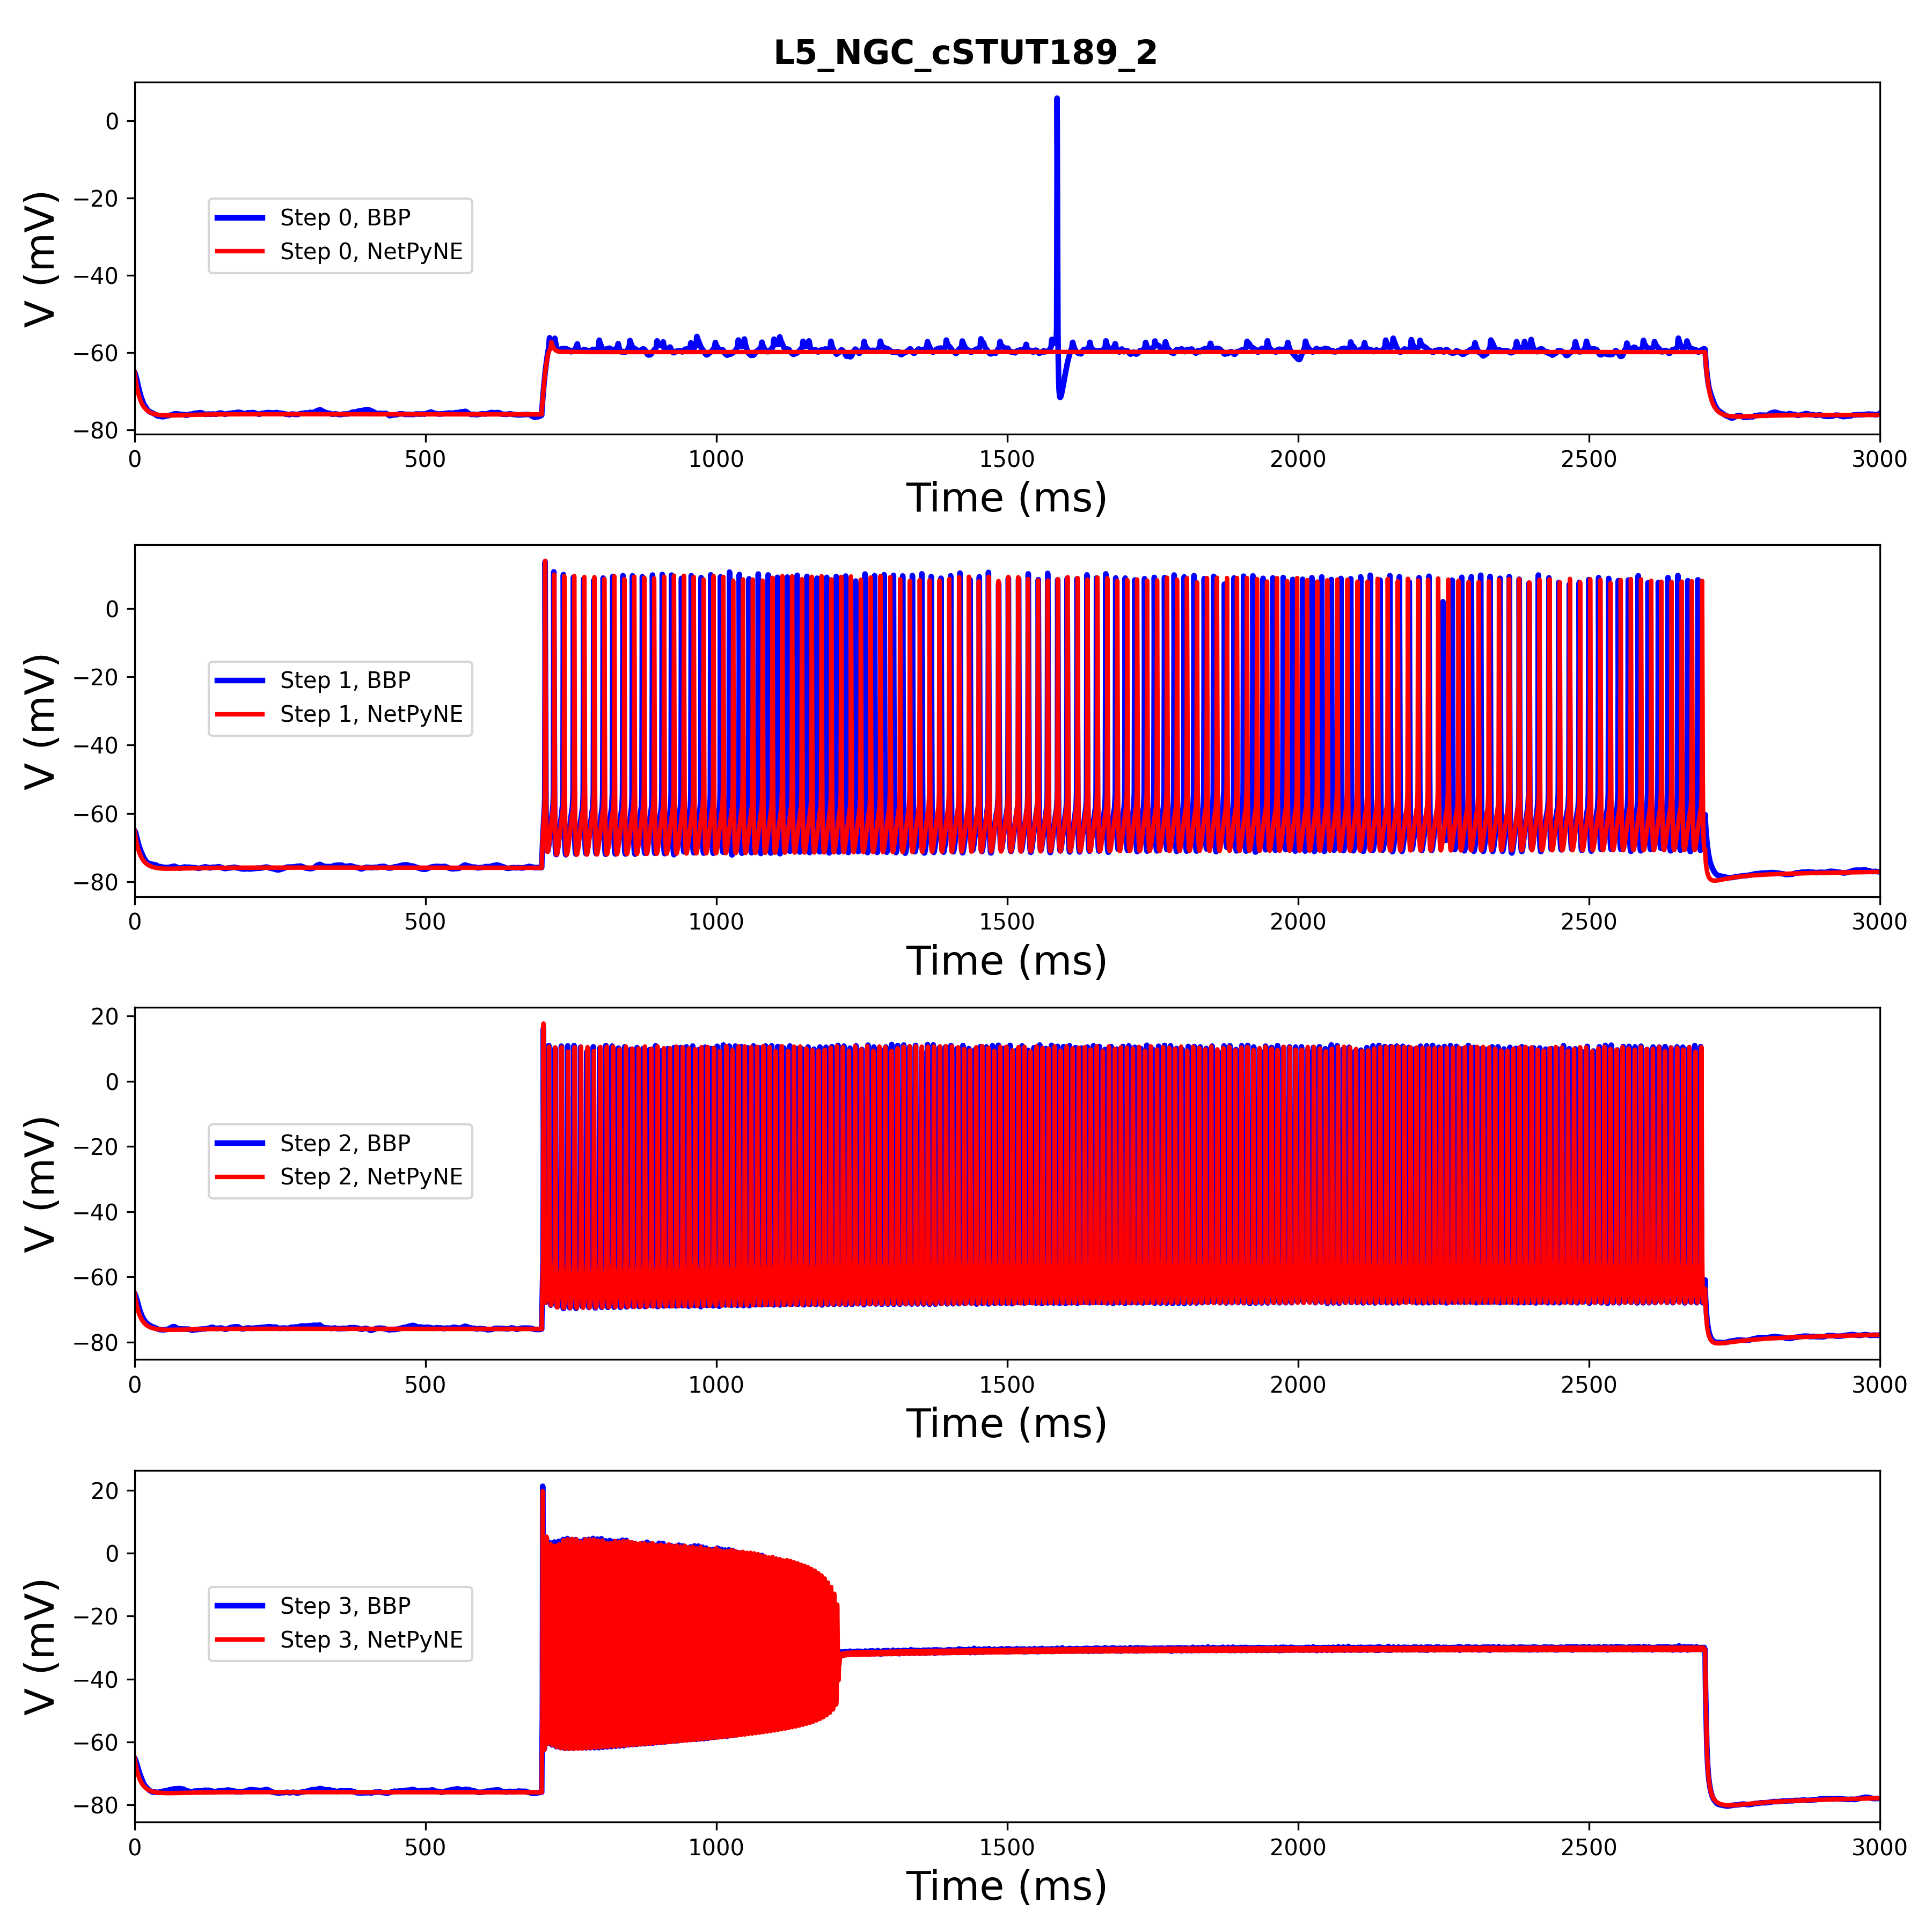 L5_NGC_cSTUT189_2
0
−20
−40
−60
−80
V (mV)
Step 0, BBP
Step 0, NetPyNE
0 500 1000 1500 2000 2500 3000
Time (ms)
0
−20
−40
−60
−80
V (mV)
Step 1, BBP
Step 1, NetPyNE
0 500 1000 1500 2000 2500 3000
Time (ms)
20
0
−20
−40
−60
−80
V (mV)
Step 2, BBP
Step 2, NetPyNE
0 500 1000 1500 2000 2500 3000
Time (ms)
20
0
−20
−40
−60
−80
V (mV)
Step 3, BBP
Step 3, NetPyNE
0 500 1000 1500 2000 2500 3000
Time (ms)